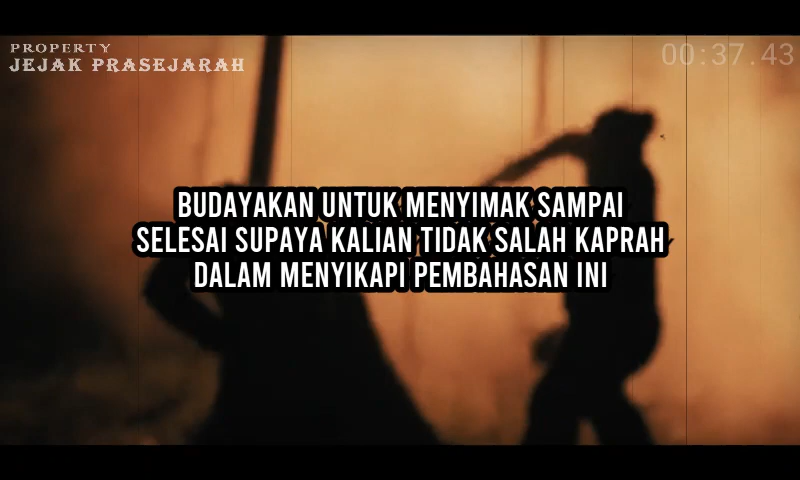 PROPERTY
JEJAK PRASEJARAH
00:37.43
BUDAYAKAN UNTUK MENYIMAK SAMPAI
SELESAI SUPAYA KALIAN TIDAK SALAH KAPRAH
DALAM MENYIKAPI PEMBAHASAN INI